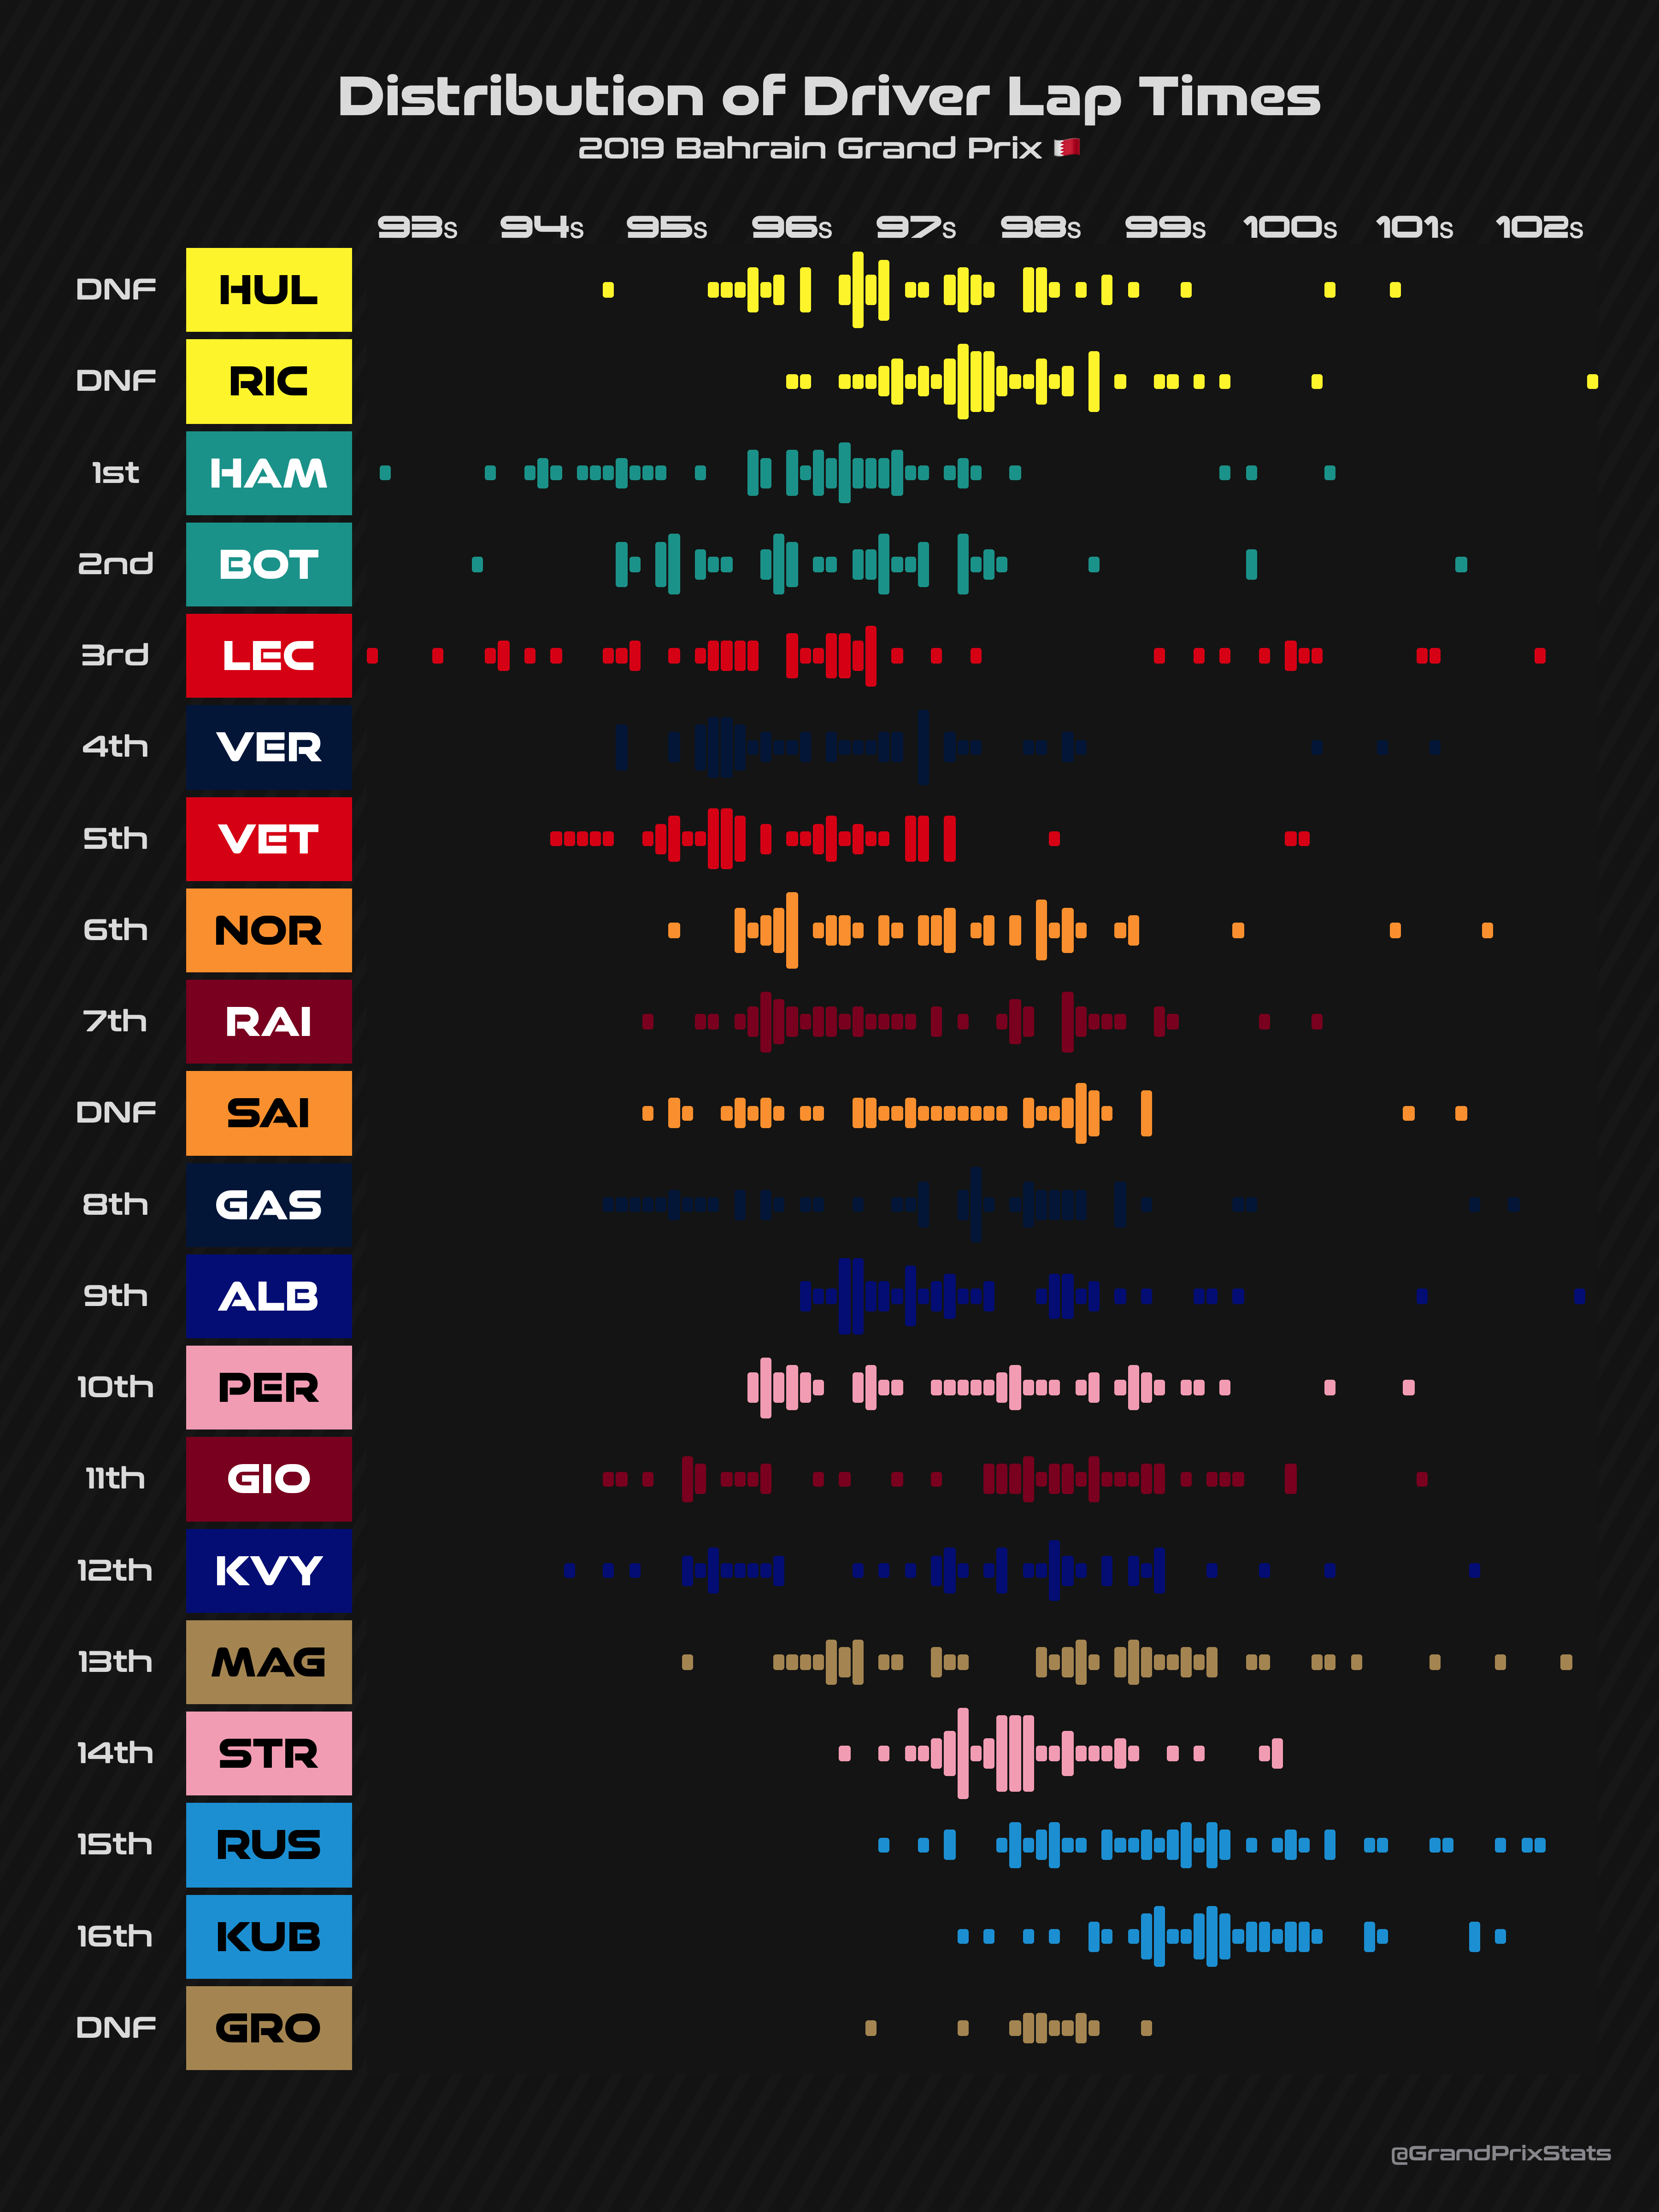 Distribution of Driver Lap Times
2019 Bahrain Grand Prix 🇧🇭
93s 94s 95s 96s 97s 98s 99s 100s 101s 102s
DNF HUL
DNF RIC
1st HAM
2nd BOT
3rd LEC
4th VER
5th VET
6th NOR
7th RAI
DNF SAI
8th GAS
9th ALB
10th PER
11th GIO
12th KVY
13th MAG
14th STR
15th RUS
16th KUB
DNF GRO
@GrandPrixStats